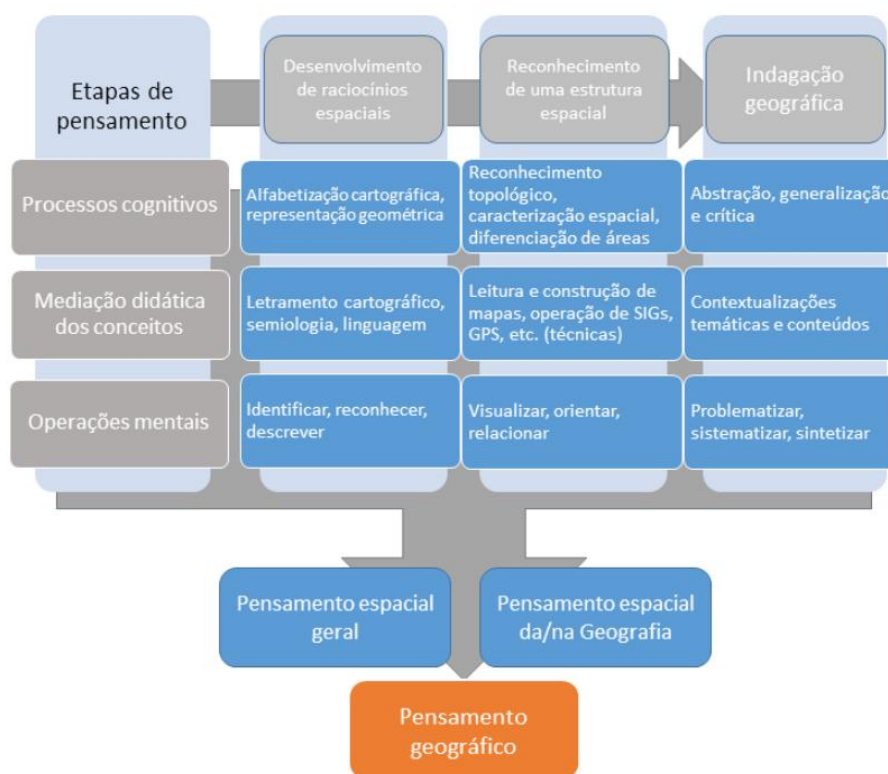 Etapas de
pensamento
Desenvolvimento
de raciocínios
espaciais
Reconhecimento
de uma estrutura
espacial
Indagação
geográfica
Processos cognitivos
Alfabetização cartográfica,
representação geométrica
Reconhecimento
topológico,
caracterização espacial,
diferenciação de áreas
Abstração, generalização
e crítica
Mediação didática
dos conceitos
Letramento cartográfico,
semiologia, linguagem
Leitura e construção de
mapas, operação de SIGs,
GPS, etc. (técnicas)
Contextualizações
temáticas e conteúdos
Operações mentais
Identificar, reconhecer,
descrever
Visualizar, orientar,
relacionar
Problematizar,
sistematizar, sintetizar
Pensamento espacial
geral
Pensamento espacial
da/na Geografia
Pensamento
geográfico